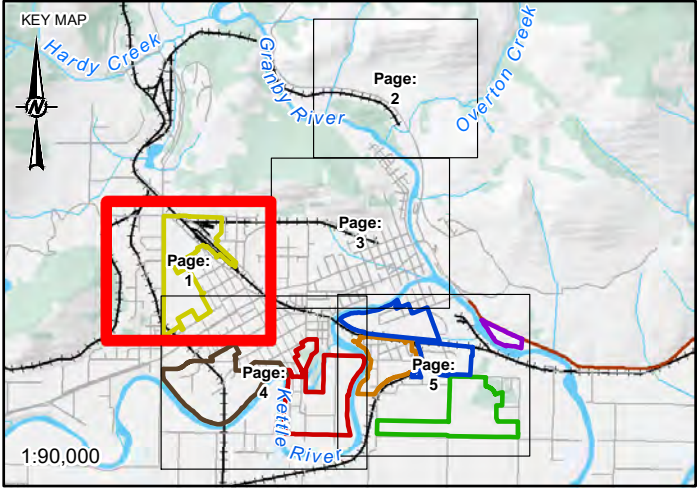 KEY MAP
Hardy Creek
Granby River
Overton Creek
N
Page:
2
Page:
3
Page:
1
Page:
4
Page:
5
Kettle River
1:90,000